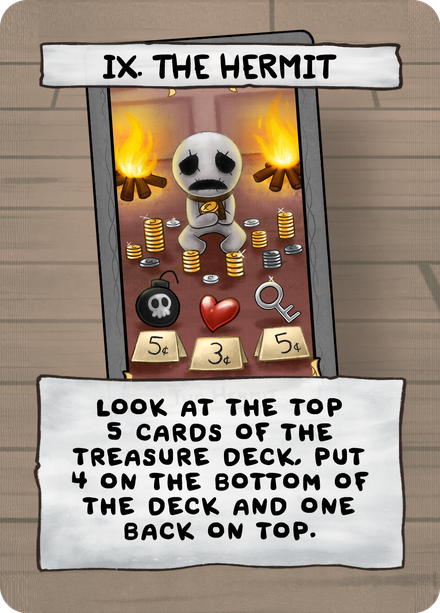 IX. THE HERMIT
5¢
3¢
5¢
LOOK AT THE TOP
5 CARDS OF THE
TREASURE DECK, PUT
4 ON THE BOTTOM OF
THE DECK AND ONE
BACK ON TOP.